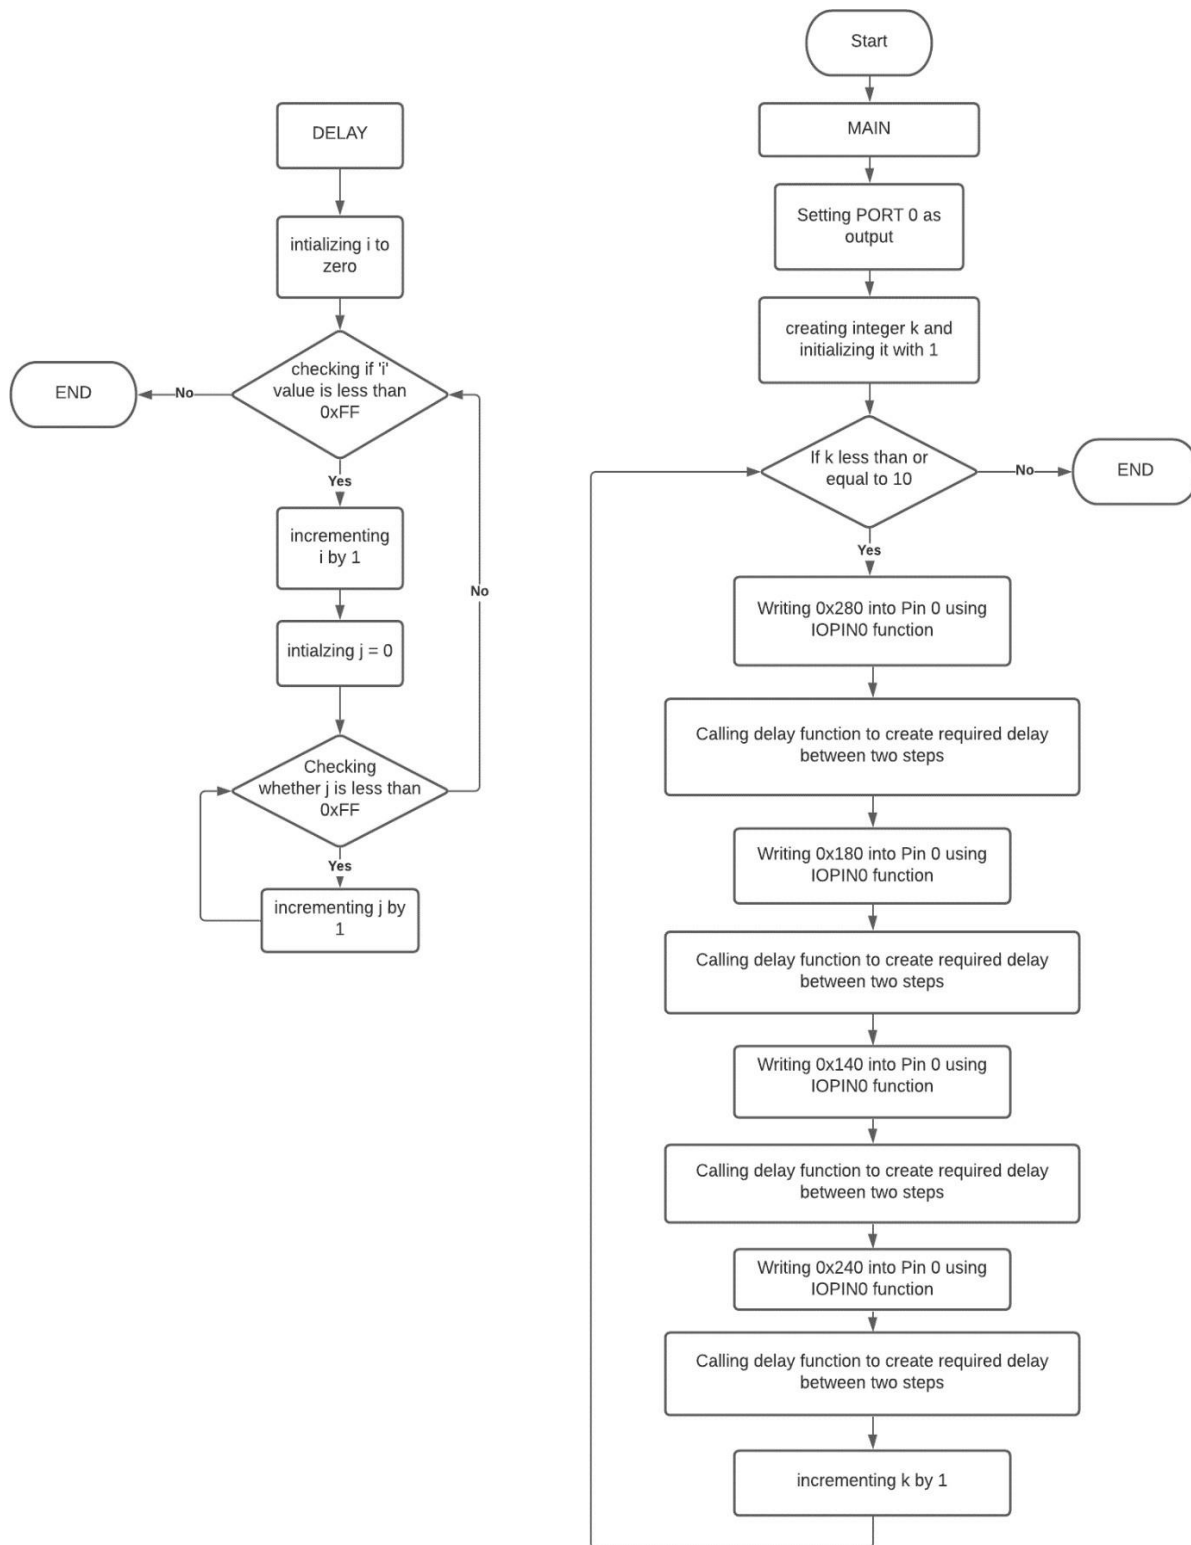 DELAY
intializing i to
zero
checking if 'i'
value is less than
0xFF
No
END
Yes
incrementing
i by 1
intialzing j = 0
Checking
whether j is less than
0xFF
No
Yes
incrementing j by
1
Start
MAIN
Setting PORT 0 as
output
creating integer k and
initializing it with 1
If k less than or
equal to 10
No
END
Yes
Writing 0x280 into Pin 0 using
IOPIN0 function
Calling delay function to create required delay
between two steps
Writing 0x180 into Pin 0 using
IOPIN0 function
Calling delay function to create required delay
between two steps
Writing 0x140 into Pin 0 using
IOPIN0 function
Calling delay function to create required delay
between two steps
Writing 0x240 into Pin 0 using
IOPIN0 function
Calling delay function to create required delay
between two steps
incrementing k by 1